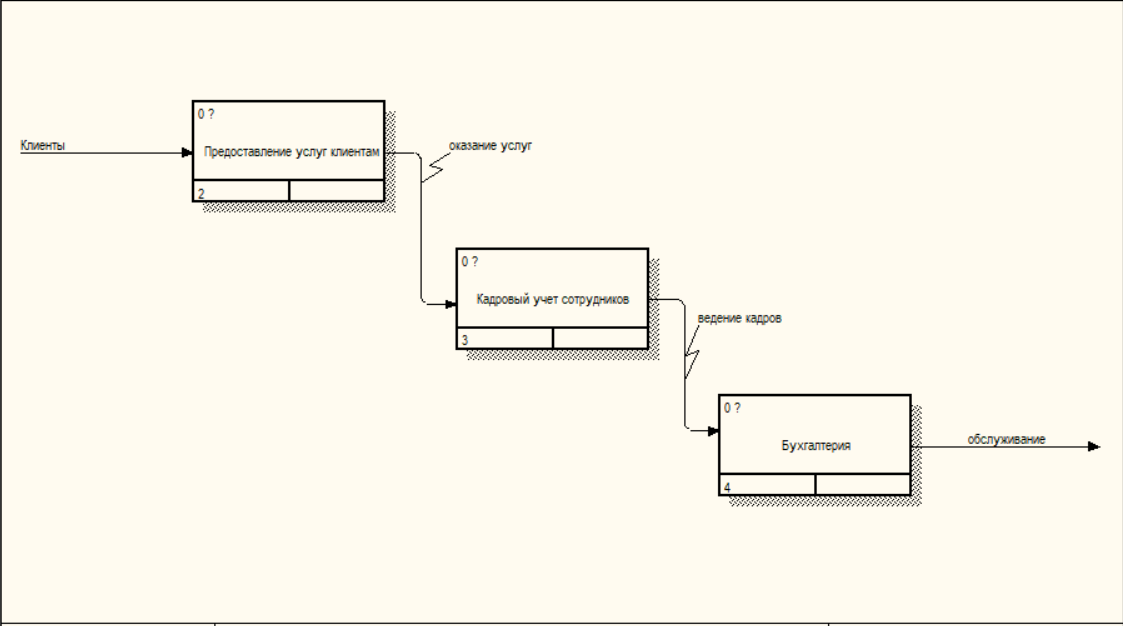 0 ?
Клиенты
Предоставление услуг клиентам
оказание услуг
2
0 ?
Кадровый учет сотрудников
ведение кадров
3
0 ?
Бухгалтерия
обслуживание
4